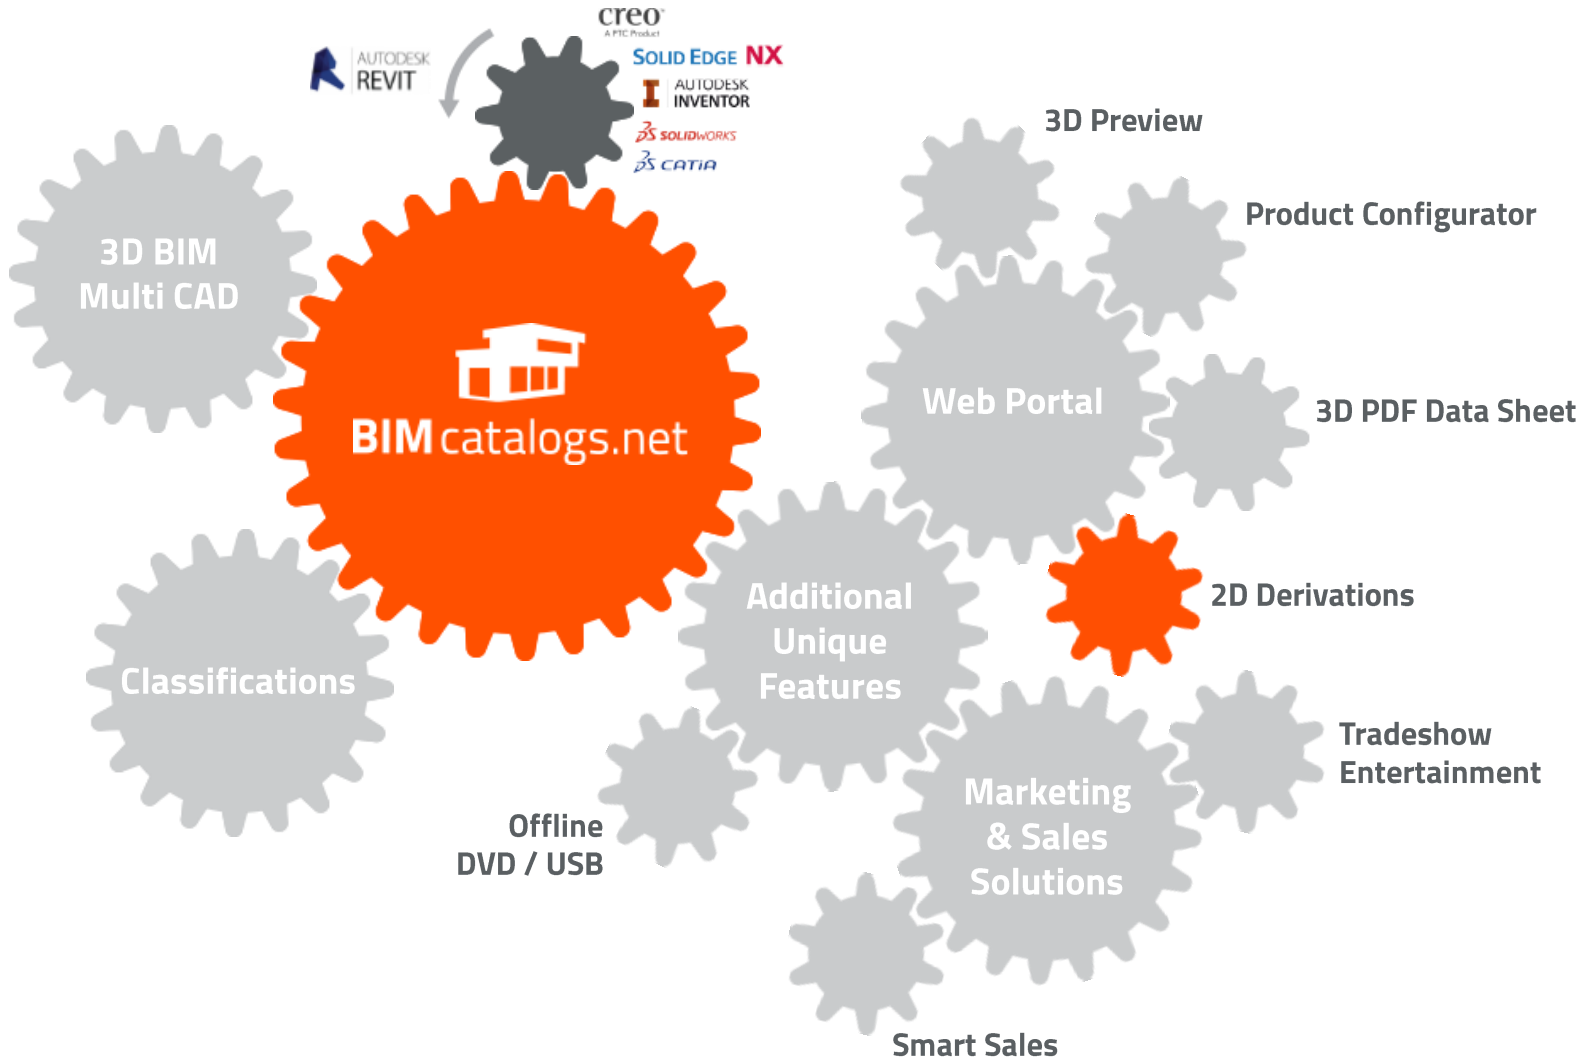 creo
A PTC Product
AUTODESK
REVIT
SOLID EDGE NX
AUTODESK
INVENTOR
SOLIDWORKS
CATIA
3D Preview
Product Configurator
3D BIM
Multi CAD
BIMcatalogs.net
Web Portal
3D PDF Data Sheet
Additional
Unique
Features
2D Derivations
Classifications
Tradeshow
Entertainment
Offline
DVD / USB
Marketing
& Sales
Solutions
Smart Sales